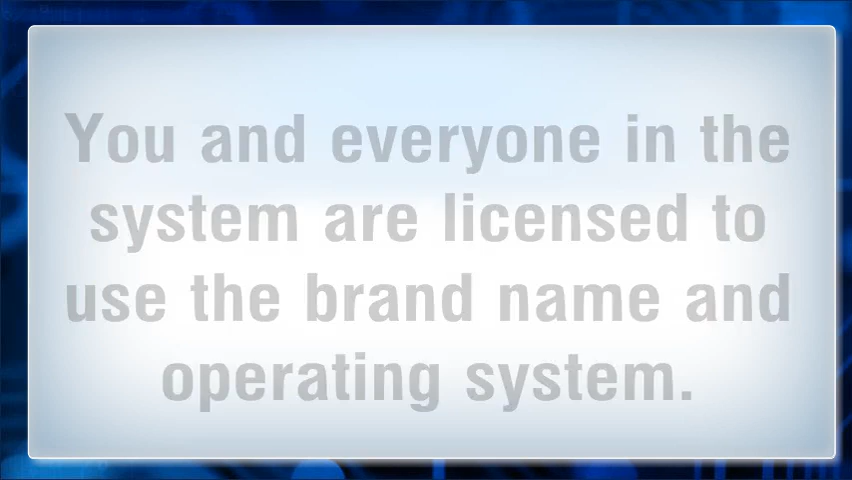 You and everyone in the
system are licensed to
use the brand name and
operating system.